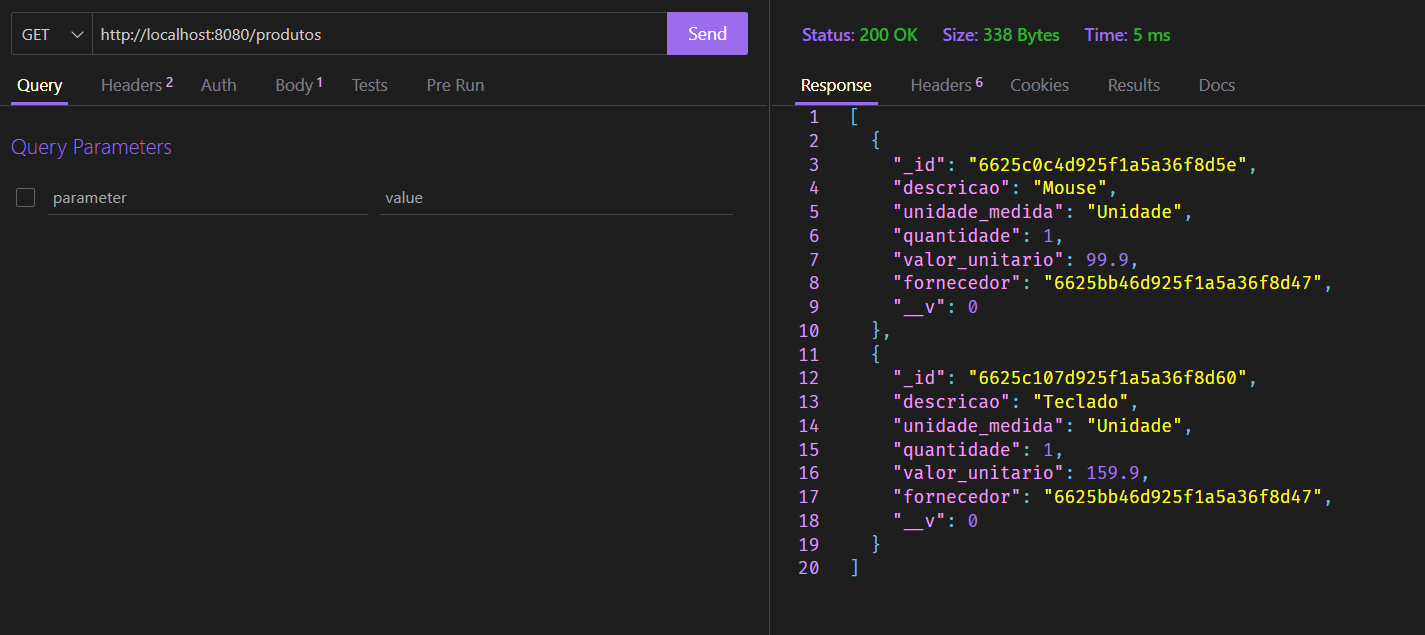 GET http://localhost:8080/produtos Send
Query Headers 2 Auth Body 1 Tests Pre Run
Query Parameters
parameter value
Status: 200 OK Size: 338 Bytes Time: 5 ms
Response Headers 6 Cookies Results Docs
1 [
2 {
3 "_id": "6625c0c4d925f1a5a36f8d5e",
4 "descricao": "Mouse",
5 "unidade_medida": "Unidade",
6 "quantidade": 1,
7 "valor_unitario": 99.9,
8 "fornecedor": "6625bb46d925f1a5a36f8d47",
9 "__v": 0
10 },
11 {
12 "_id": "6625c107d925f1a5a36f8d60",
13 "descricao": "Teclado",
14 "unidade_medida": "Unidade",
15 "quantidade": 1,
16 "valor_unitario": 159.9,
17 "fornecedor": "6625bb46d925f1a5a36f8d47",
18 "__v": 0
19 }
20 ]